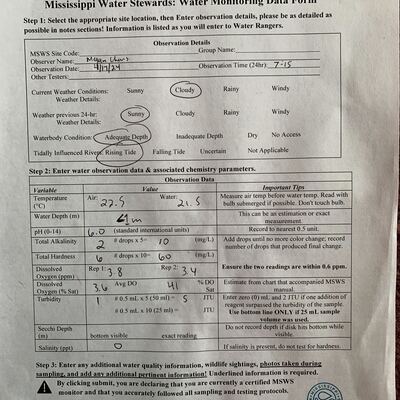 Mississippi Water Stewards: Water Monitoring Data Form
Step 1: Select the appropriate site location, then Enter observation details, please be as detailed as
possible in notes sections! Information is listed as you will enter to Water Rangers.
Observation Details
MSWS Site Code: Group Name:
Observer Name: Megan
Observation Date: 4/17/24 Observation Time (24hr): 7-15
Other Testers:
Current Weather Conditions: Sunny Cloudy Rainy Windy
Weather Details:
Weather previous 24-hr: Sunny Cloudy Rainy Windy
Weather Details:
Waterbody Condition: Adequate Depth Inadequate Depth Dry No Access
Tidally Influenced Rivers: Rising Tide Falling Tide Uncertain Not Applicable
Step 2: Enter water observation data & associated chemistry parameters.
Observation Data
Variable Value Important Tips
Temperature (°C) Air: 22.5 Water: 21.5 Measure air temp before water temp. Read with
bulb submerged if possible. Don't touch bulb.
Water Depth (m) <1m This can be an estimation or exact
measurement.
pH (0-14) 6.0 (standard international units) Record to nearest 0.5 unit.
Total Alkalinity 2 # drops x 5= 10 (mg/L) Add drops until no more color change; record
number of drops that produced final change.
Total Hardness 6 # drops x 10= 60 (mg/L)
Dissolved Oxygen (ppm) Rep 1: 3.8 Rep 2: 3.4 Ensure the two readings are within 0.6 ppm.
Dissolved Oxygen (% Sat) 3.6 Avg DO 41 % DO Sat Estimate from chart that accompanied MSWS
manual.
Turbidity 1 # 0.5 mL x 5 (50 ml) = 5 JTU Enter zero (0) mL and 2 JTU if one addition of
reagent surpassed the turbidity of the sample.
# 0.5 mL x 10 (25 ml) = JTU Use bottom line ONLY if 25 mL sample
volume was used.
Secchi Depth (m) bottom visible exact reading Do not record depth if disk hits bottom while
visible.
Salinity (ppt) 0 If salinity is present, do not test for hardness.
Step 3: Enter any additional water quality information, wildlife sightings, photos taken during
sampling, and add any additional pertinent information! Underlined information is required.
By clicking submit, you are declaring that you are currently a certified MSWS
monitor and that you accurately followed all sampling and testing protocols.